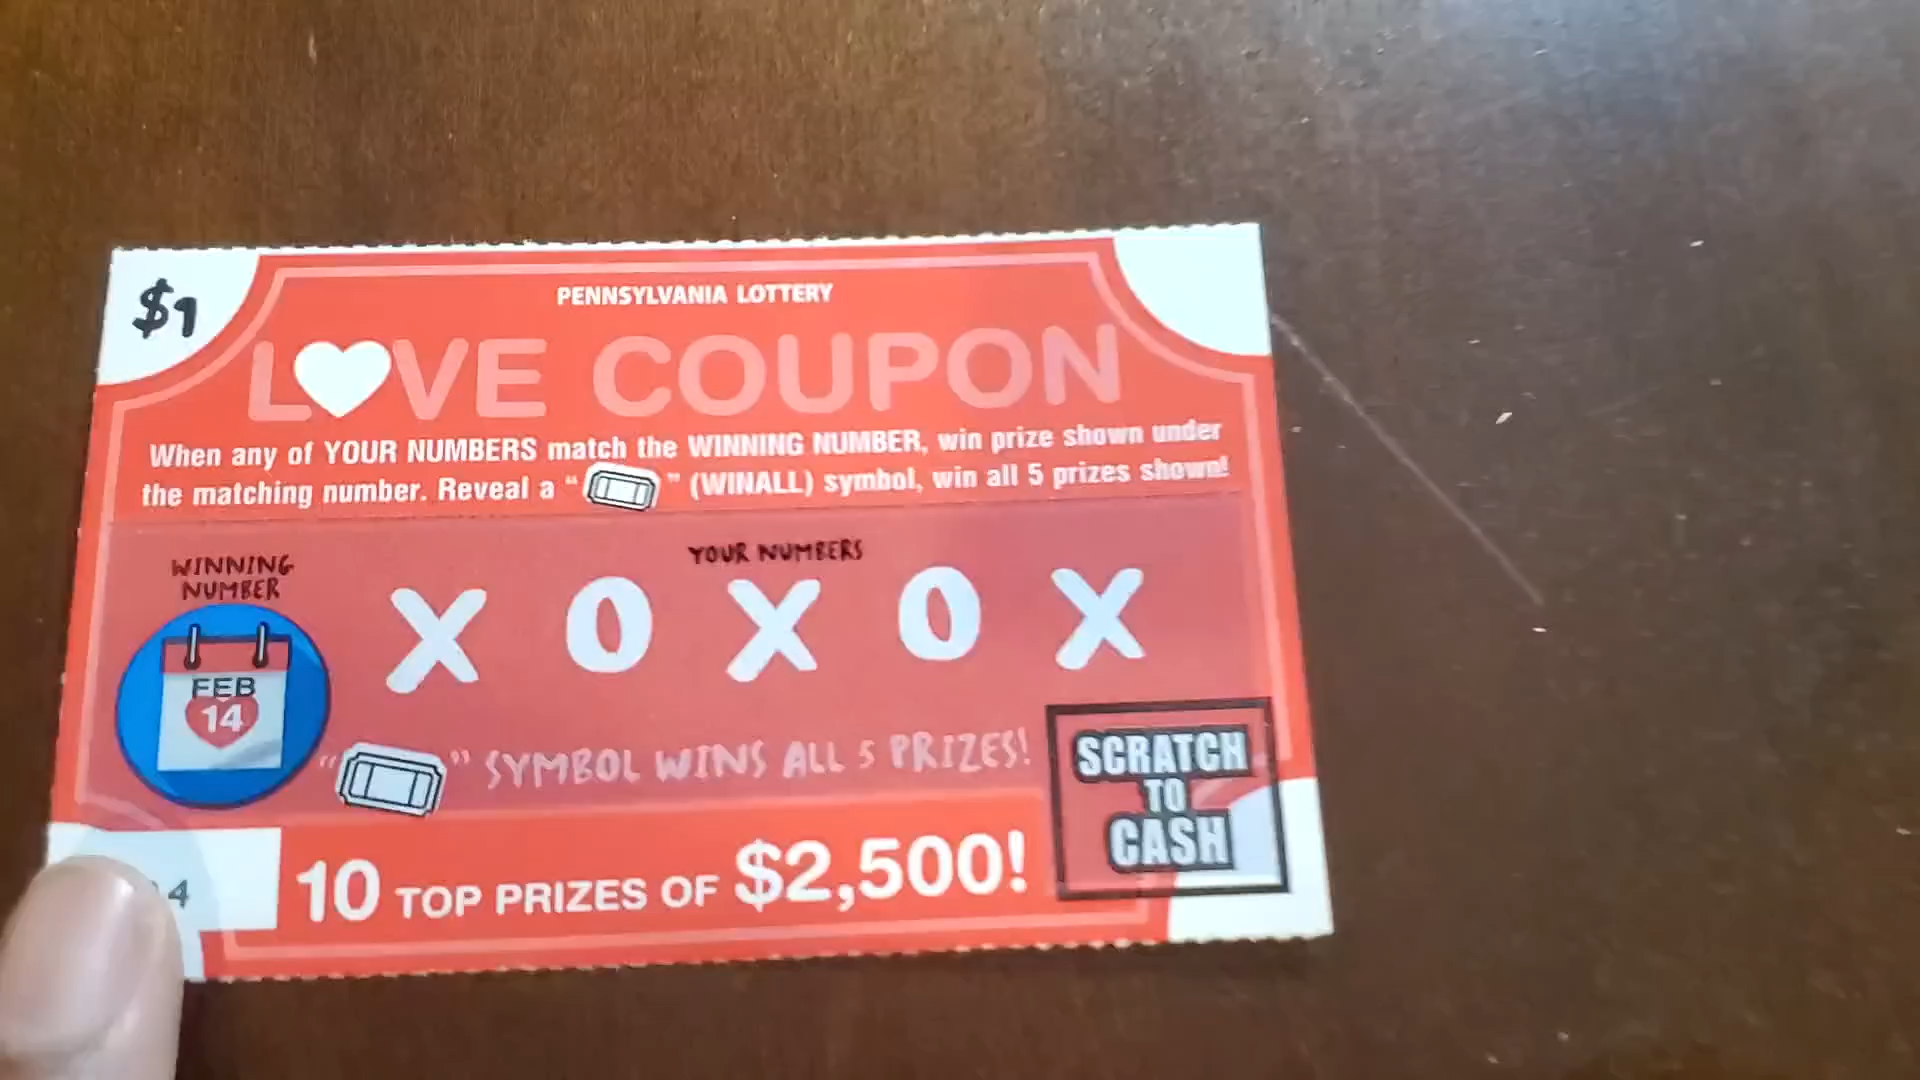 $1
PENNSYLVANIA LOTTERY
L♥VE COUPON
When any of YOUR NUMBERS match the WINNING NUMBER, win prize shown under
the matching number. Reveal a " " (WINALL) symbol, win all 5 prizes shown!
YOUR NUMBERS
WINNING
NUMBER
X O X O X
FEB
14
" " SYMBOL WINS ALL 5 PRIZES!
SCRATCH
TO
CASH
10 TOP PRIZES OF $2,500!